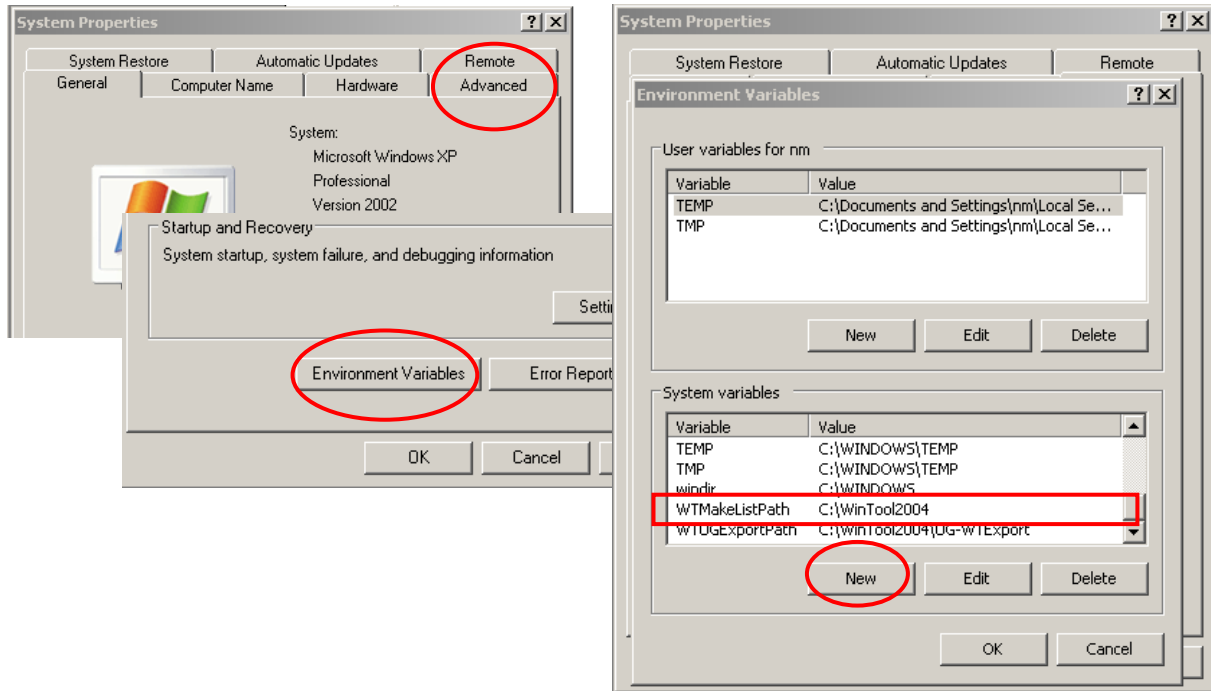 System Properties
System Restore Automatic Updates Remote
General Computer Name Hardware Advanced
System:
Microsoft Windows XP
Professional
Version 2002
Startup and Recovery
System startup, system failure, and debugging information
Setti
Environment Variables Error Report
OK Cancel
System Properties
System Restore Automatic Updates Remote
Environment Variables
User variables for nm
Variable Value
TEMP C:\Documents and Settings\nm\Local Se...
TMP C:\Documents and Settings\nm\Local Se...
New Edit Delete
System variables
Variable Value
TEMP C:\WINDOWS\TEMP
TMP C:\WINDOWS\TEMP
windir C:\WINDOWS
WTMakeListPath C:\WinTool2004
WTUGExportPath C:\WinTool2004\UG-WTExport
New Edit Delete
OK Cancel